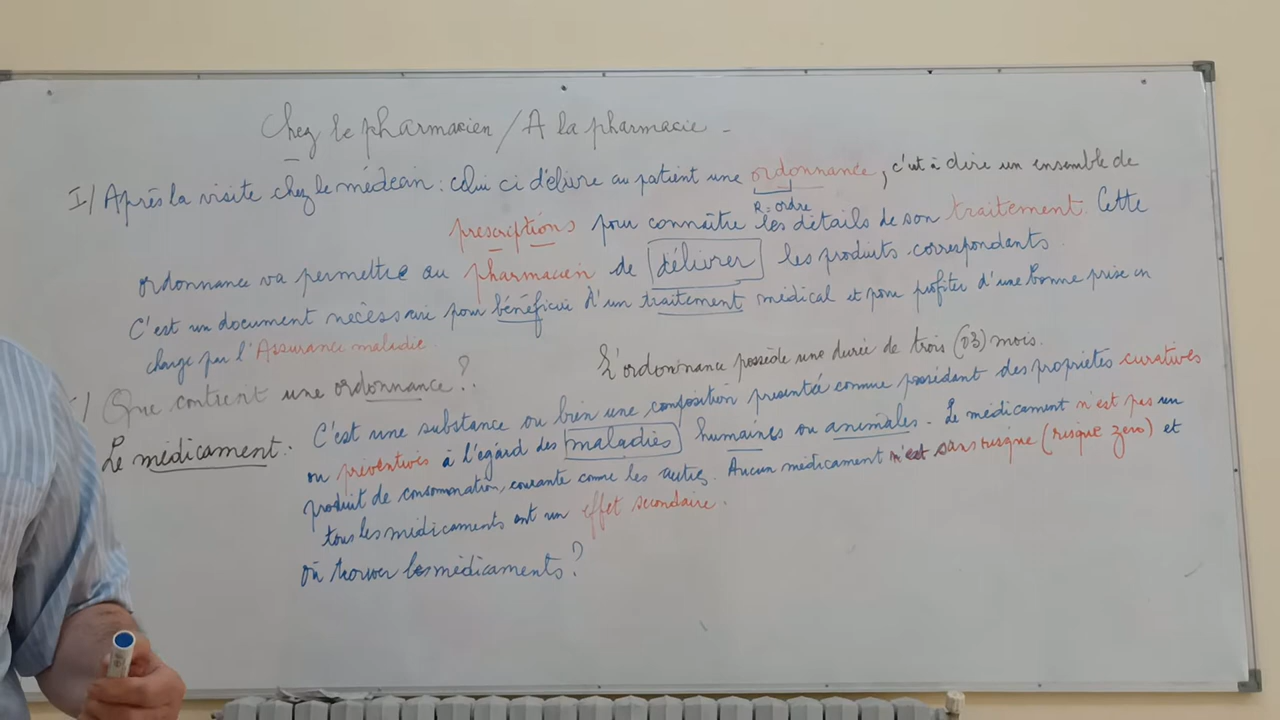 Chez le pharmacien / A la pharmacie -
I/ Après la visite chez le médecin : celui ci délivre au patient une ordonnance, c'est à dire un ensemble de
R = ordre
prescriptions pour connaître les détails de son traitement. Cette
ordonnance va permettre au pharmacien de délivrer les produits correspondants.
C'est un document nécessaire pour bénéficier d'un traitement médical et pour profiter d'une bonne prise en
charge par l'Assurance maladie.
L'ordonnance possède une durée de trois (03) mois.
I/ Que contient une ordonnance ?
Le médicament : C'est une substance ou bien une composition présentée comme possédant des propriétés curatives
ou préventives à l'égard des maladies humaines ou animales. Le médicament n'est pas un
produit de consommation, courante comme les autres. Aucun médicament n'est sans risque (risque zero) et
tous les médicaments ont un effet secondaire.
Où trouver les médicaments ?